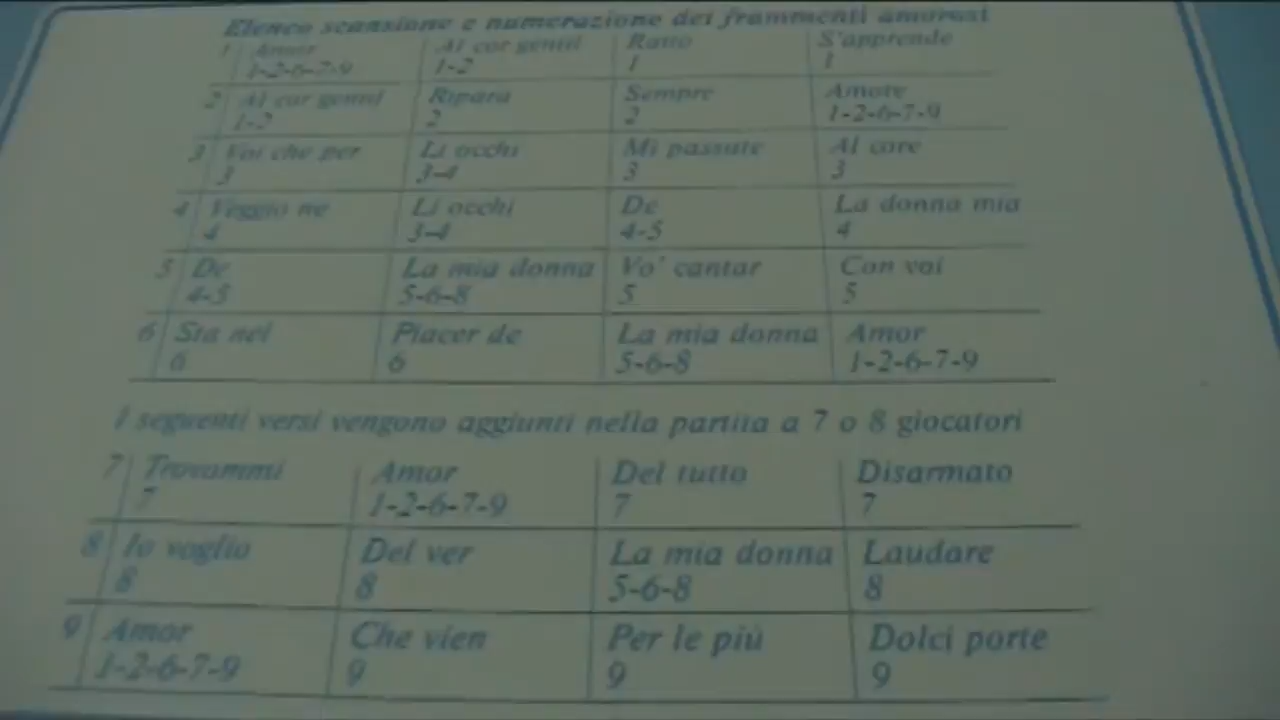 Elenco scansione e numerazione dei frammenti amorosi
1 Amor Al cor gentil Ratto S'apprende
1-2-6-7-9 1-2 1 1
2 Al cor gentil Ripara Sempre Amore
1-2 2 2 1-2-6-7-9
3 Voi che per Li occhi Mi passate Al core
3 3-4 3 3
4 Veggio ne Li occhi De La donna mia
4 3-4 4-5 4
5 De La mia donna Vo' cantar Con voi
4-5 5-6-8 5 5
6 Sta nel Piacer de La mia donna Amor
6 6 5-6-8 1-2-6-7-9
I seguenti versi vengono aggiunti nella partita a 7 o 8 giocatori
7 Trovommi Amor Del tutto Disarmato
7 1-2-6-7-9 7 7
8 Io voglio Del ver La mia donna Laudare
8 8 5-6-8 8
9 Amor Che vien Per le più Dolci porte
1-2-6-7-9 9 9 9